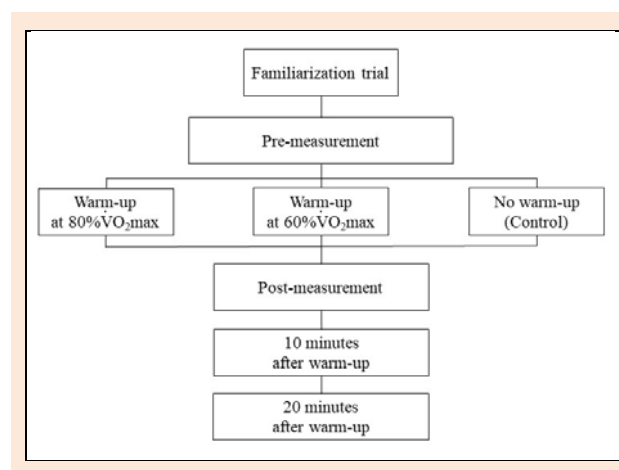 Familiarization trial
Pre-measurement
Warm-up
at 80%V̇O₂max
Warm-up
at 60%V̇O₂max
No warm-up
(Control)
Post-measurement
10 minutes
after warm-up
20 minutes
after warm-up